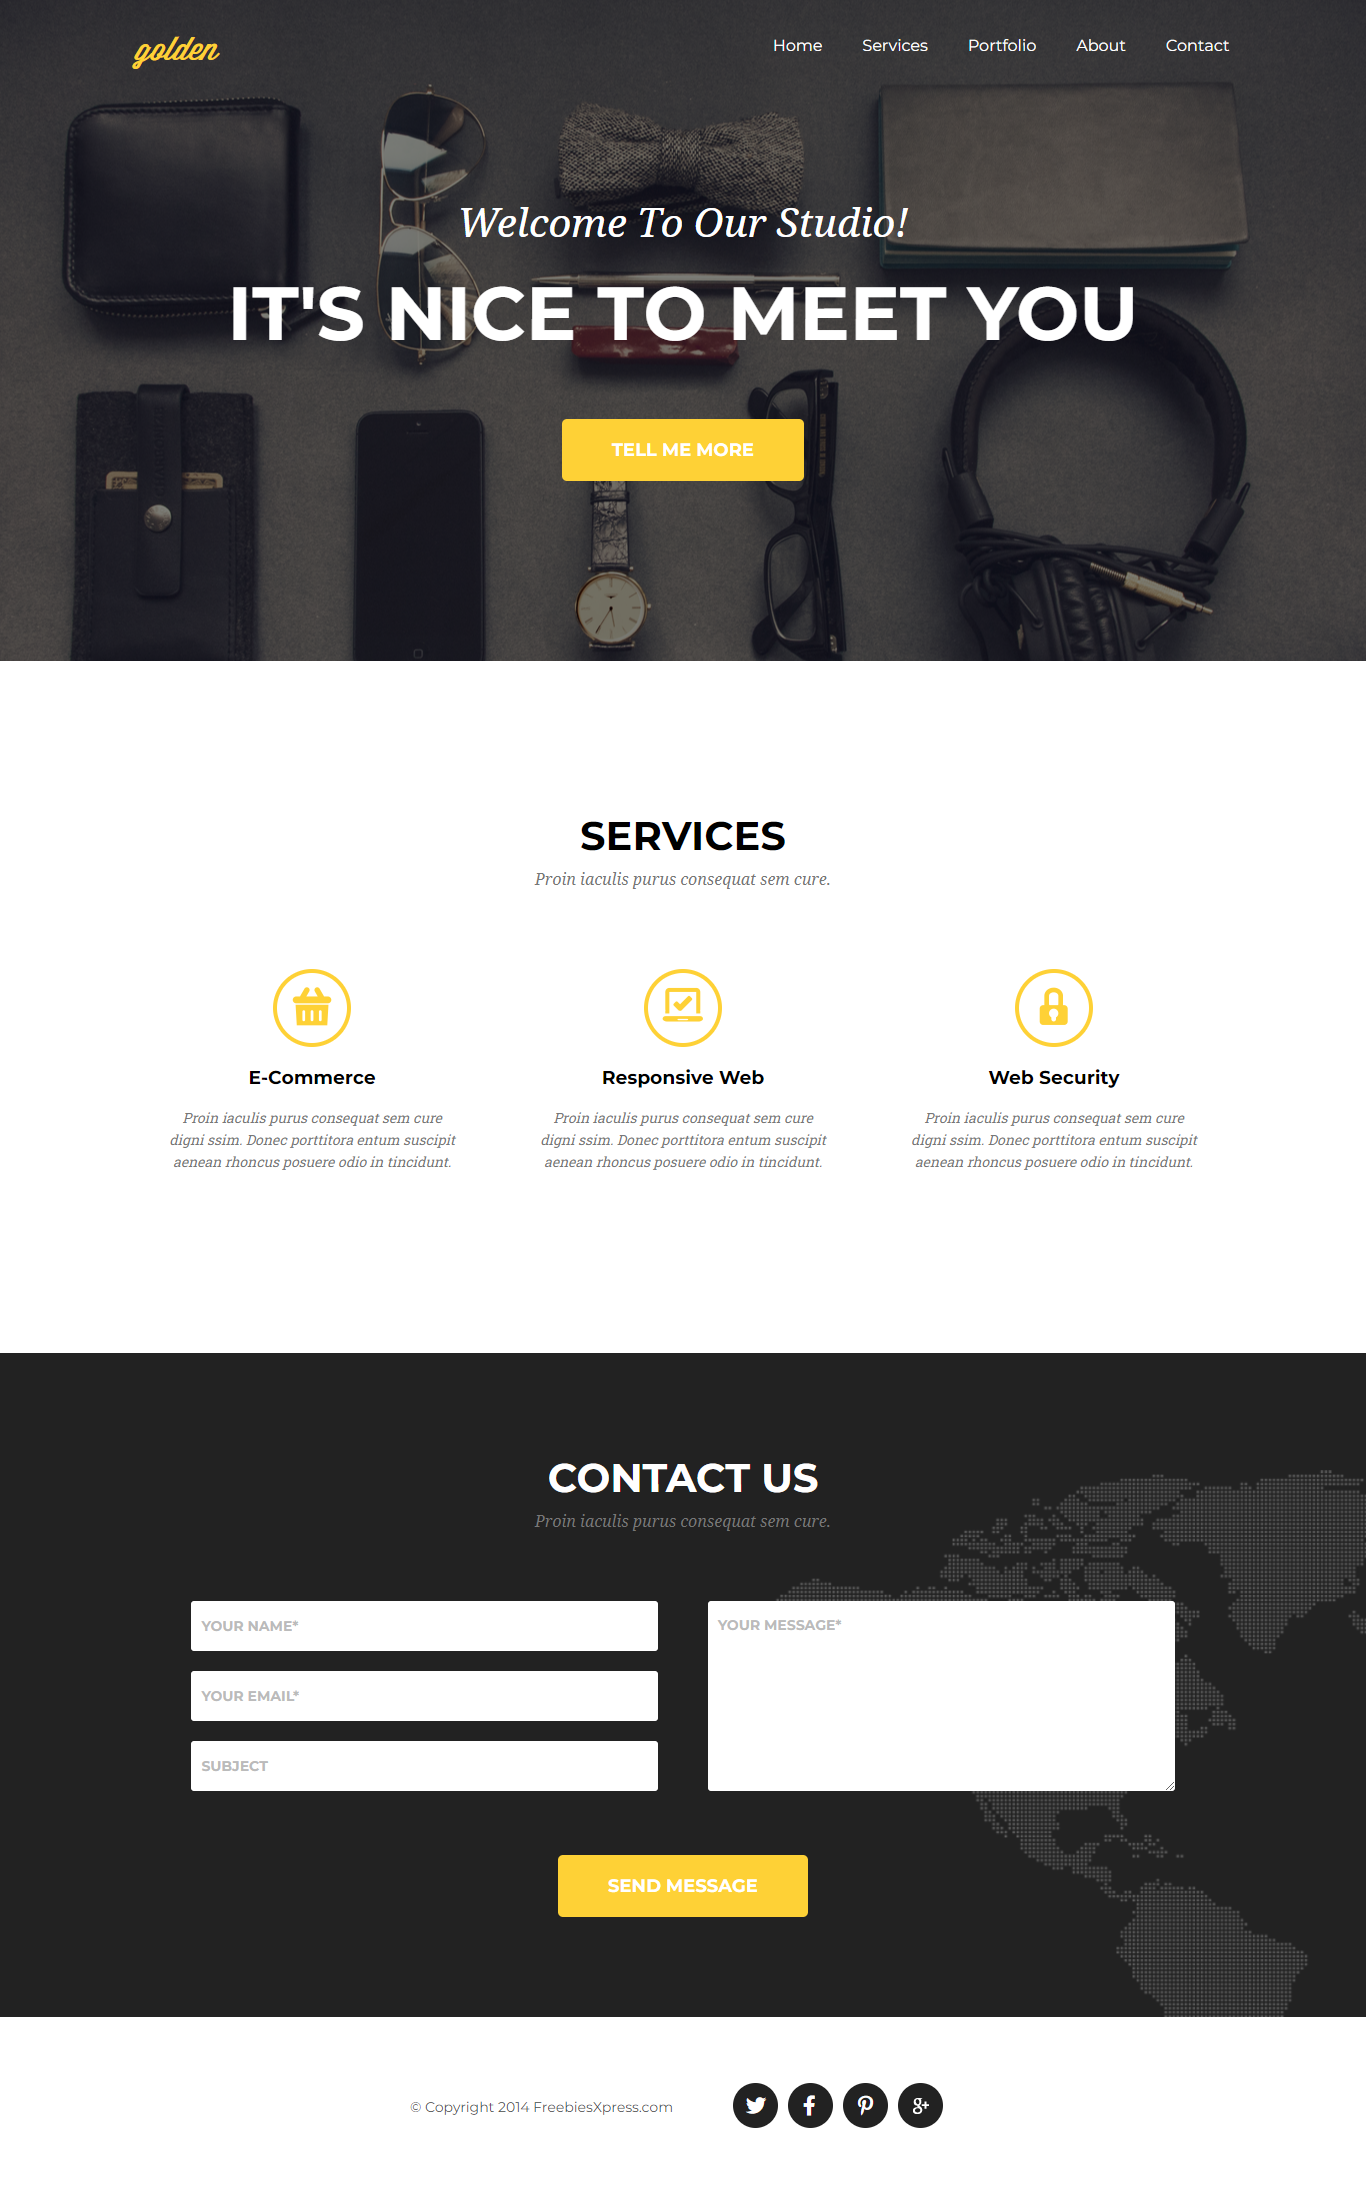 golden
Home Services Portfolio About Contact
Welcome To Our Studio!
IT'S NICE TO MEET YOU
TELL ME MORE
SERVICES
Proin iaculis purus consequat sem cure.
E-Commerce
Proin iaculis purus consequat sem cure
digni ssim. Donec porttitora entum suscipit
aenean rhoncus posuere odio in tincidunt.
Responsive Web
Proin iaculis purus consequat sem cure
digni ssim. Donec porttitora entum suscipit
aenean rhoncus posuere odio in tincidunt.
Web Security
Proin iaculis purus consequat sem cure
digni ssim. Donec porttitora entum suscipit
aenean rhoncus posuere odio in tincidunt.
CONTACT US
Proin iaculis purus consequat sem cure.
YOUR NAME*
YOUR EMAIL*
SUBJECT
YOUR MESSAGE*
SEND MESSAGE
© Copyright 2014 FreebiesXpress.com